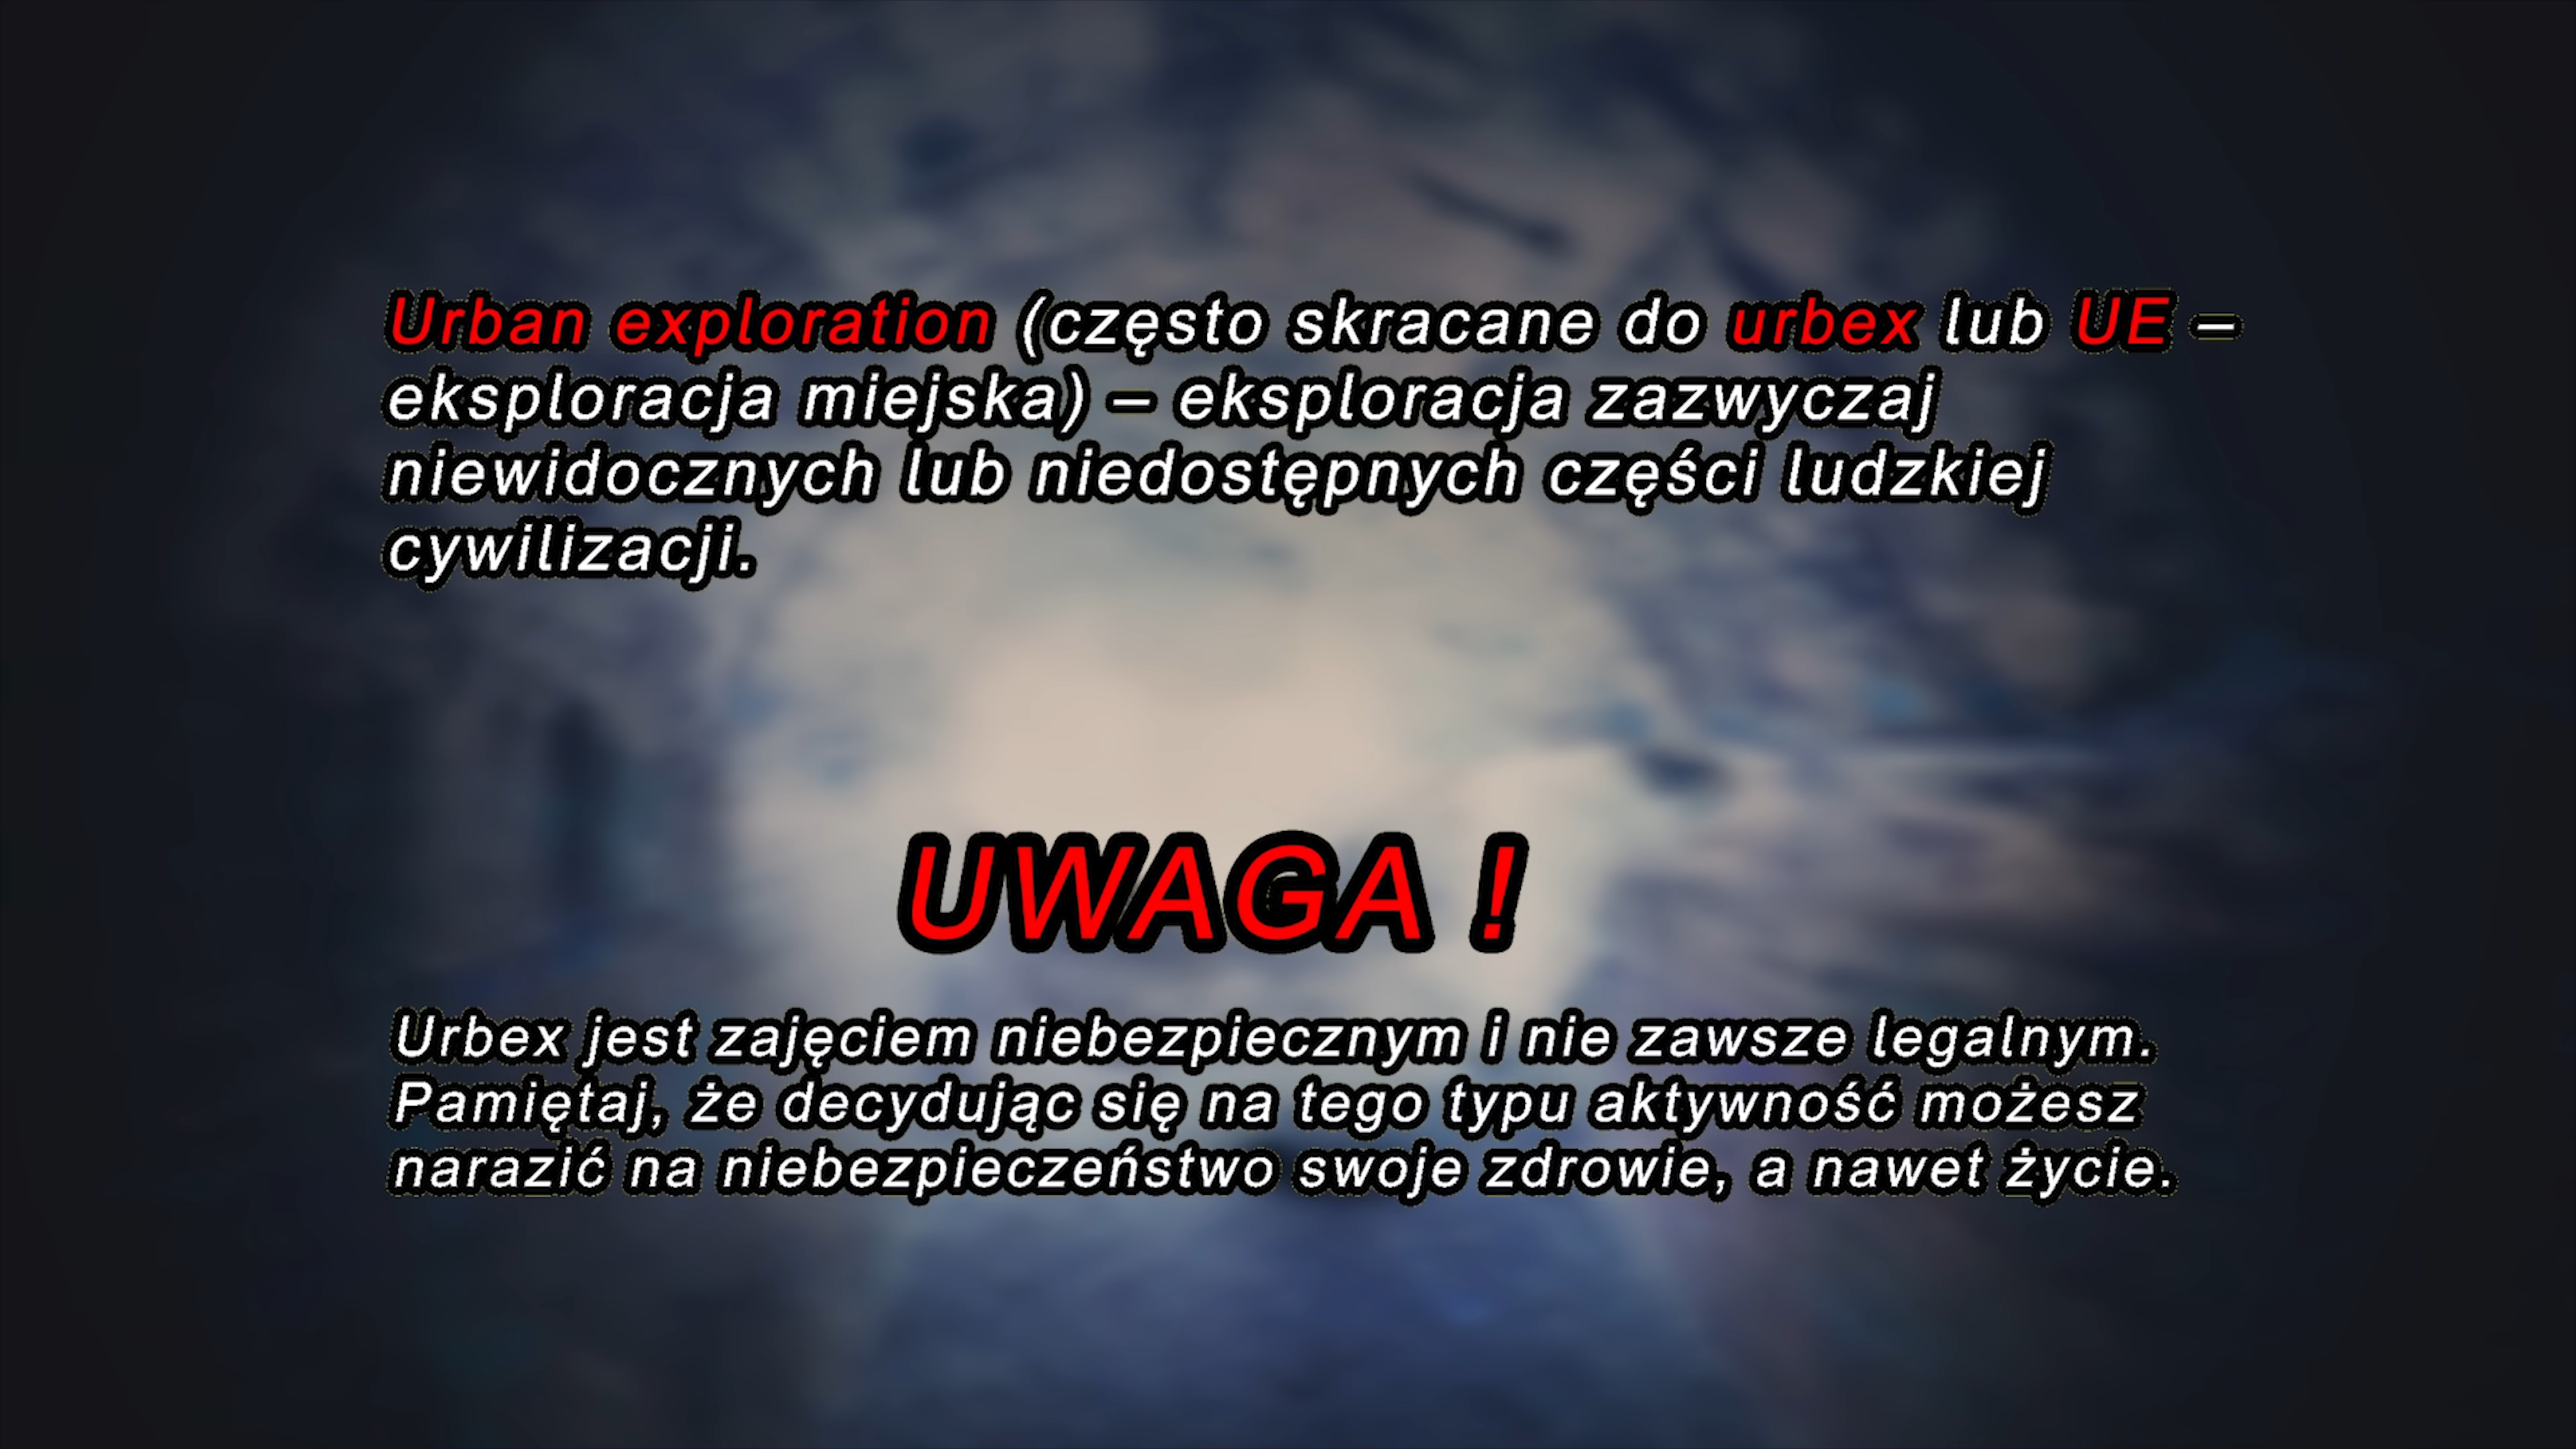 Urban exploration (często skracane do urbex lub UE –
eksploracja miejska) – eksploracja zazwyczaj
niewidocznych lub niedostępnych części ludzkiej
cywilizacji.
UWAGA !
Urbex jest zajęciem niebezpiecznym i nie zawsze legalnym.
Pamiętaj, że decydując się na tego typu aktywność możesz
narazić na niebezpieczeństwo swoje zdrowie, a nawet życie.